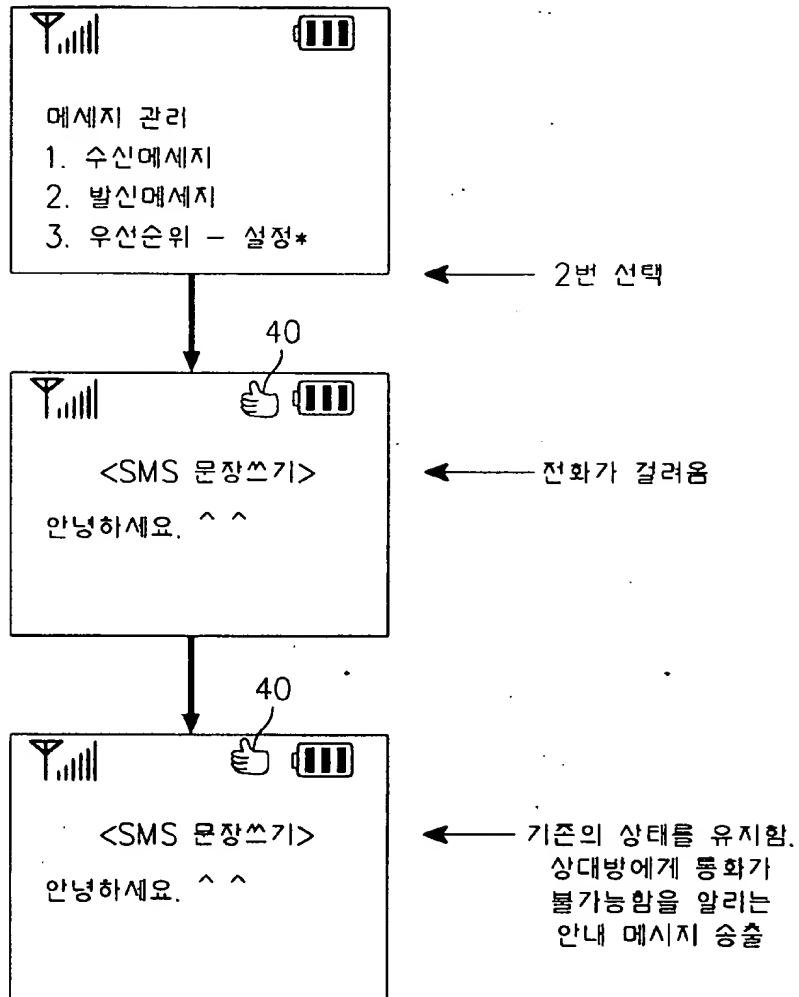 메세지 관리
1. 수신메세지
2. 발신메세지
3. 우선순위 – 설정*
2번 선택
40
<SMS 문장쓰기>
안녕하세요. ^ ^
전화가 걸려옴
40
<SMS 문장쓰기>
안녕하세요. ^ ^
기존의 상태를 유지함.
상대방에게 통화가
불가능함을 알리는
안내 메시지 송출